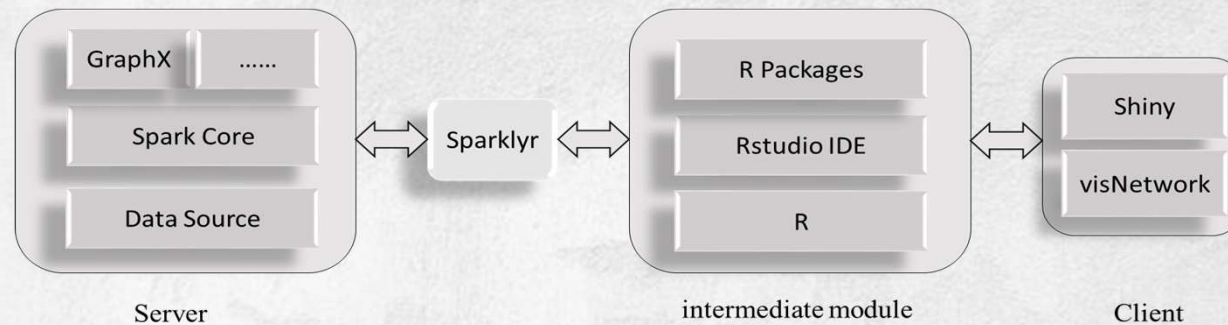 GraphX
......
Spark Core
Data Source
Server
Sparklyr
R Packages
Rstudio IDE
R
intermediate module
Shiny
visNetwork
Client